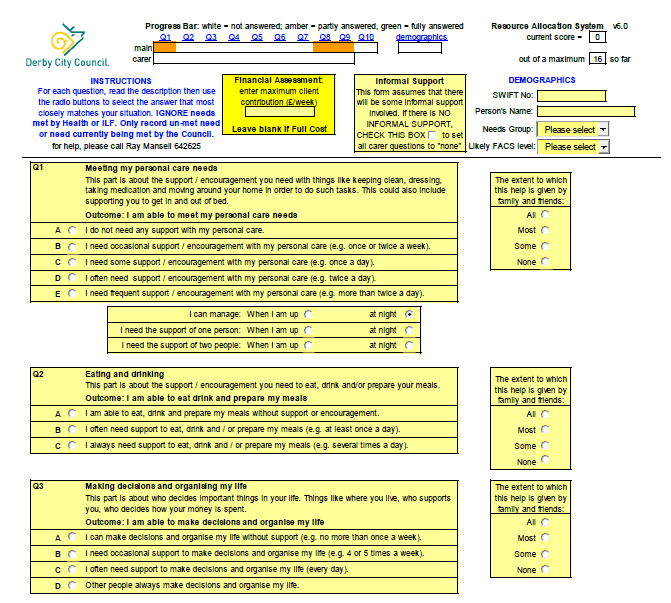 Progress Bar: white = not answered; amber = partly answered, green = fully answered
Q1 Q2 Q3 Q4 Q5 Q6 Q7 Q8 Q9 Q10 demographics
main
carer
Derby City Council
Resource Allocation System v6.0
current score = 0
out of a maximum 16 so far
INSTRUCTIONS
For each question, read the description then use
the radio buttons to select the answer that most
closely matches your situation. IGNORE needs
met by Health or ILF. Only record un-met need
or need currently being met by the Council.
for help, please call Ray Mansell 642625
Financial Assessment:
enter maximum client
contribution (£/week)
Leave blank if Full Cost
Informal Support
This form assumes that there
will be some informal support
involved. If there is NO
INFORMAL SUPPORT,
CHECK THIS BOX to set
all carer questions to "none"
DEMOGRAPHICS
SWIFT No:
Person's Name:
Needs Group: Please select
Likely FACS level: Please select
Q1 Meeting my personal care needs
This part is about the support / encouragement you need with things like keeping clean, dressing,
taking medication and moving around your home in order to do such tasks. This could also include
supporting you to get in and out of bed.
Outcome: I am able to meet my personal care needs
A I do not need any support with my personal care.
B I need occasional support / encouragement with my personal care (e.g. once or twice a week).
C I need some support / encouragement with my personal care (e.g. once a day).
D I often need support / encouragement with my personal care (e.g. twice a day).
E I need frequent support / encouragement with my personal care (e.g. more than twice a day).
The extent to which
this help is given by
family and friends:
All
Most
Some
None
I can manage: When I am up at night
I need the support of one person: When I am up at night
I need the support of two people: When I am up at night
Q2 Eating and drinking
This part is about the support / encouragement you need to eat, drink and/or prepare your meals.
Outcome: I am able to eat drink and prepare my meals
A I am able to eat, drink and prepare my meals without support or encouragement.
B I often need support to eat, drink and / or prepare my meals (e.g. at least once a day).
C I always need support to eat, drink and / or prepare my meals (e.g. several times a day).
The extent to which
this help is given by
family and friends:
All
Most
Some
None
Q3 Making decisions and organising my life
This part is about who decides important things in your life. Things like where you live, who supports
you, who decides how your money is spent.
Outcome: I am able to make decisions and organise my life
A I can make decisions and organise my life without support (e.g. no more than once a week).
B I need occasional support to make decisions and organise my life (e.g. 4 or 5 times a week).
C I often need support to make decisions and organise my life (every day).
D Other people always make decisions and organise my life.
The extent to which
this help is given by
family and friends:
All
Most
Some
None